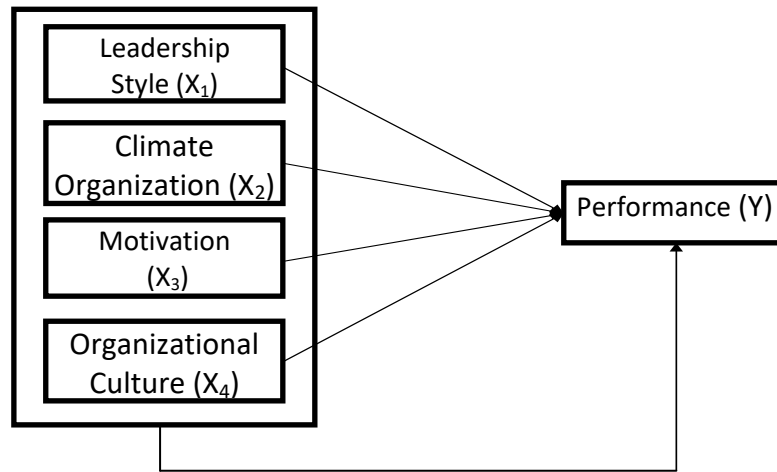 Leadership
Style (X₁)
Climate
Organization (X₂)
Motivation
(X₃)
Organizational
Culture (X₄)
Performance (Y)